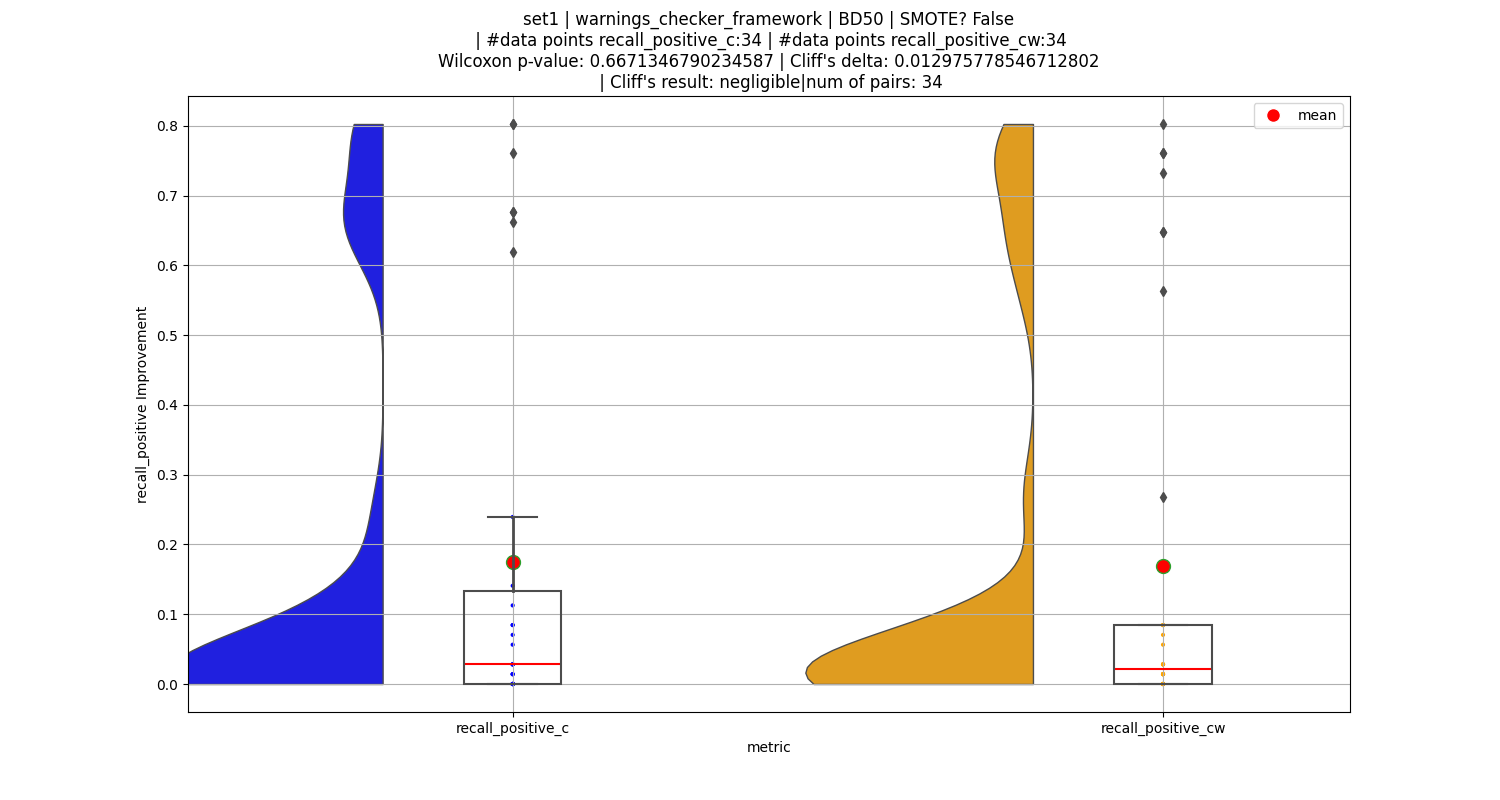 set1 | warnings_checker_framework | BD50 | SMOTE? False
| #data points recall_positive_c:34 | #data points recall_positive_cw:34
Wilcoxon p-value: 0.6671346790234587 | Cliff's delta: 0.012975778546712802
| Cliff's result: negligible|num of pairs: 34
mean
recall_positive Improvement
0.8
0.7
0.6
0.5
0.4
0.3
0.2
0.1
0.0
recall_positive_c
recall_positive_cw
metric